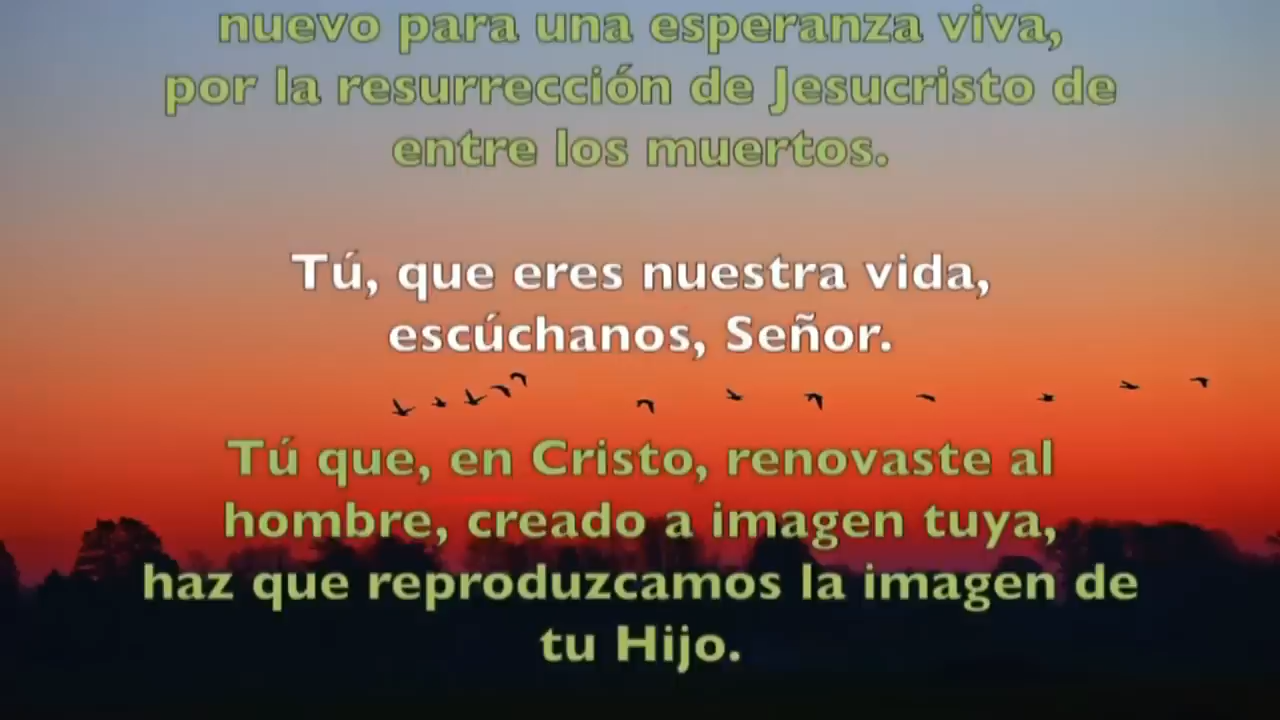 nuevo para una esperanza viva,
por la resurrección de Jesucristo de
entre los muertos.
Tú, que eres nuestra vida,
escúchanos, Señor.
Tú que, en Cristo, renovaste al
hombre, creado a imagen tuya,
haz que reproduzcamos la imagen de
tu Hijo.